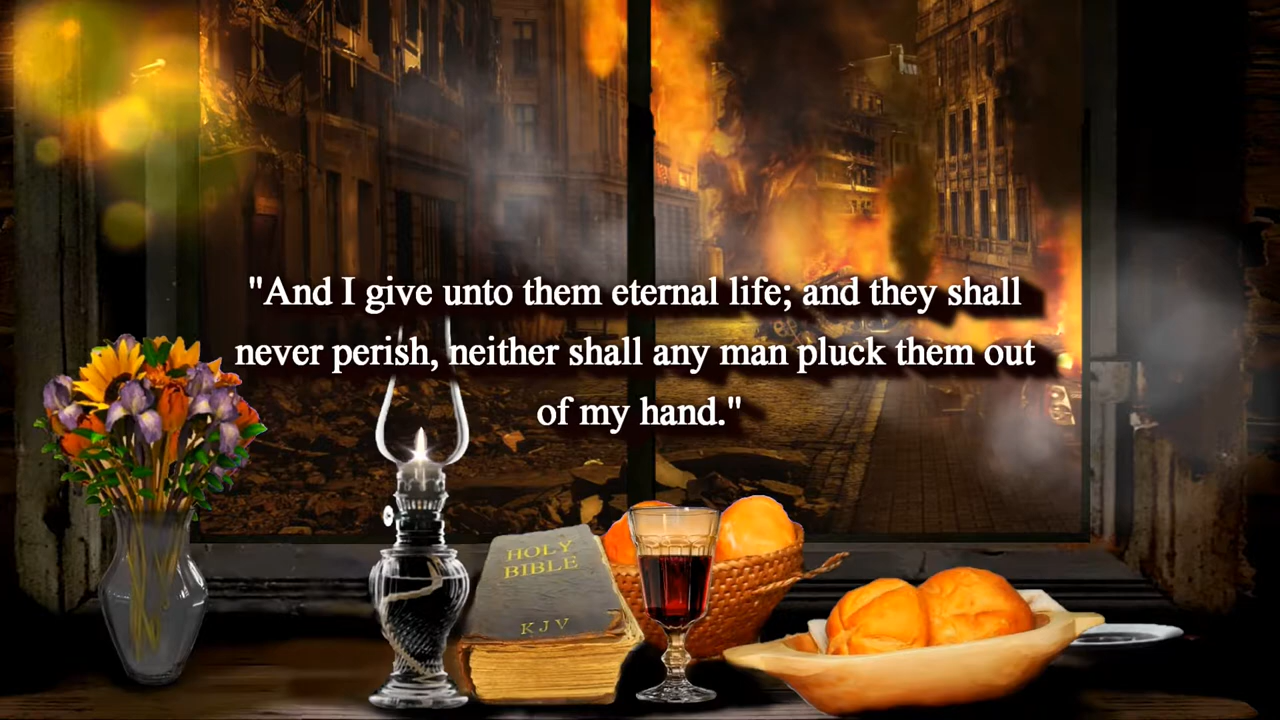 "And I give unto them eternal life; and they shall
never perish, neither shall any man pluck them out
of my hand."
HOLY
BIBLE
KJV